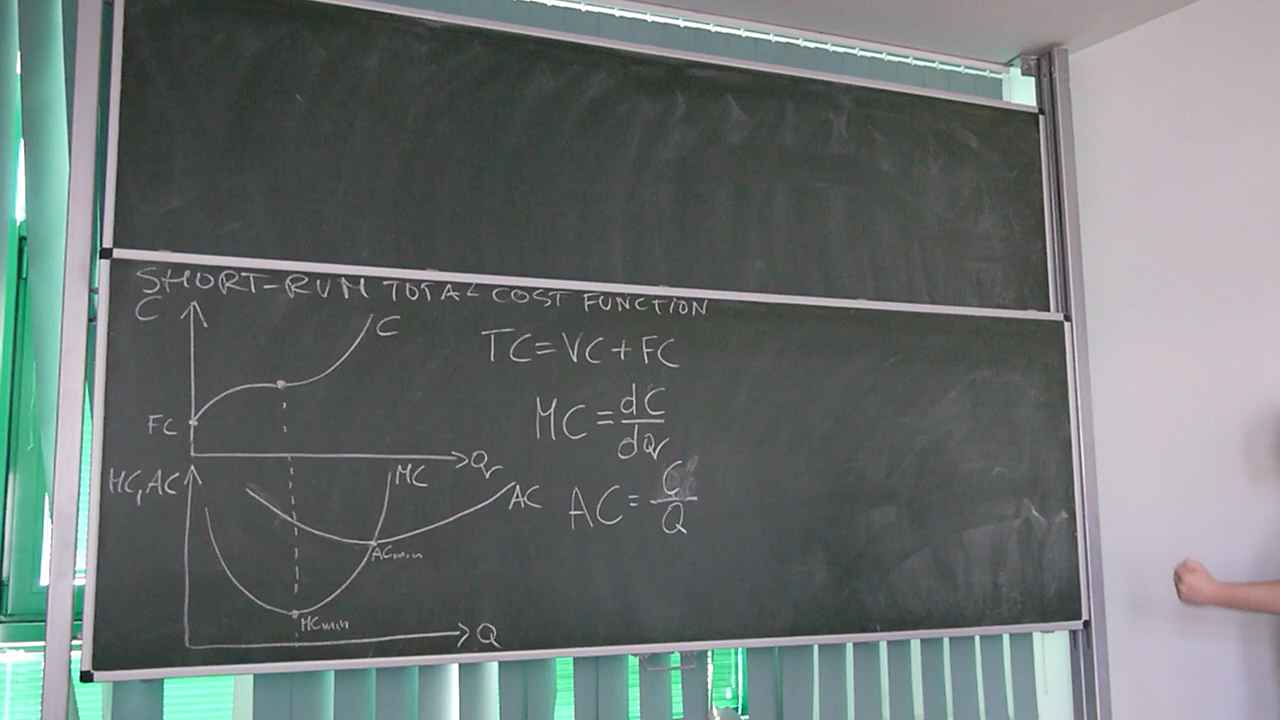 SHORT-RUN TOTAL COST FUNCTION
C
C
TC=VC+FC
FC
MC=dC/dQ
Q
MC, AC
MC
AC
AC=C/Q
ACmin
MCmin
Q